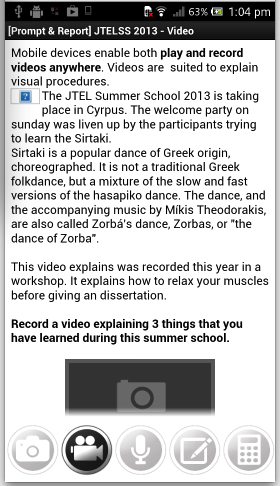 63% 1:04 pm
[Prompt & Report] JTELSS 2013 - Video
Mobile devices enable both play and record
videos anywhere. Videos are suited to explain
visual procedures.
The JTEL Summer School 2013 is taking
place in Cyrpus. The welcome party on
sunday was liven up by the participants trying
to learn the Sirtaki.
Sirtaki is a popular dance of Greek origin,
choreographed. It is not a traditional Greek
folkdance, but a mixture of the slow and fast
versions of the hasapiko dance. The dance, and
the accompanying music by Míkis Theodorakis,
are also called Zorbá's dance, Zorbas, or "the
dance of Zorba".
This video explains was recorded this year in a
workshop. It explains how to relax your muscles
before giving an dissertation.
Record a video explaining 3 things that you
have learned during this summer school.